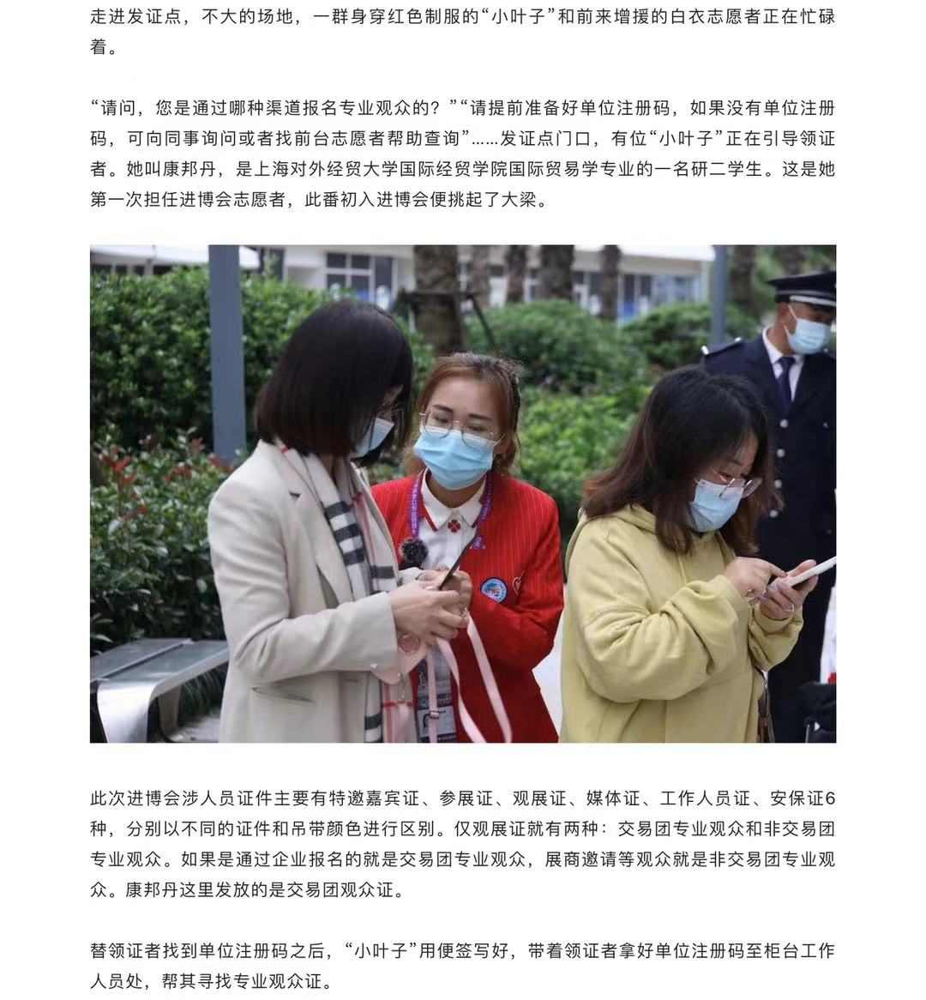 走进发证点，不大的场地，一群身穿红色制服的“小叶子”和前来增援的白衣志愿者正在忙碌
着。
“请问，您是通过哪种渠道报名专业观众的？”“请提前准备好单位注册码，如果没有单位注册
码，可向同事询问或者找前台志愿者帮助查询”……发证点门口，有位“小叶子”正在引导领证
者。她叫康邦丹，是上海对外经贸大学国际经贸学院国际贸易学专业的一名研二学生。这是她
第一次担任进博会志愿者，此番初入进博会便挑起了大梁。
此次进博会涉人员证件主要有特邀嘉宾证、参展证、观展证、媒体证、工作人员证、安保证6
种，分别以不同的证件和吊带颜色进行区别。仅观展证就有两种：交易团专业观众和非交易团
专业观众。如果是通过企业报名的就是交易团专业观众，展商邀请等观众就是非交易团专业观
众。康邦丹这里发放的是交易团观众证。
替领证者找到单位注册码之后，“小叶子”用便签写好，带着领证者拿好单位注册码至柜台工作
人员处，帮其寻找专业观众证。